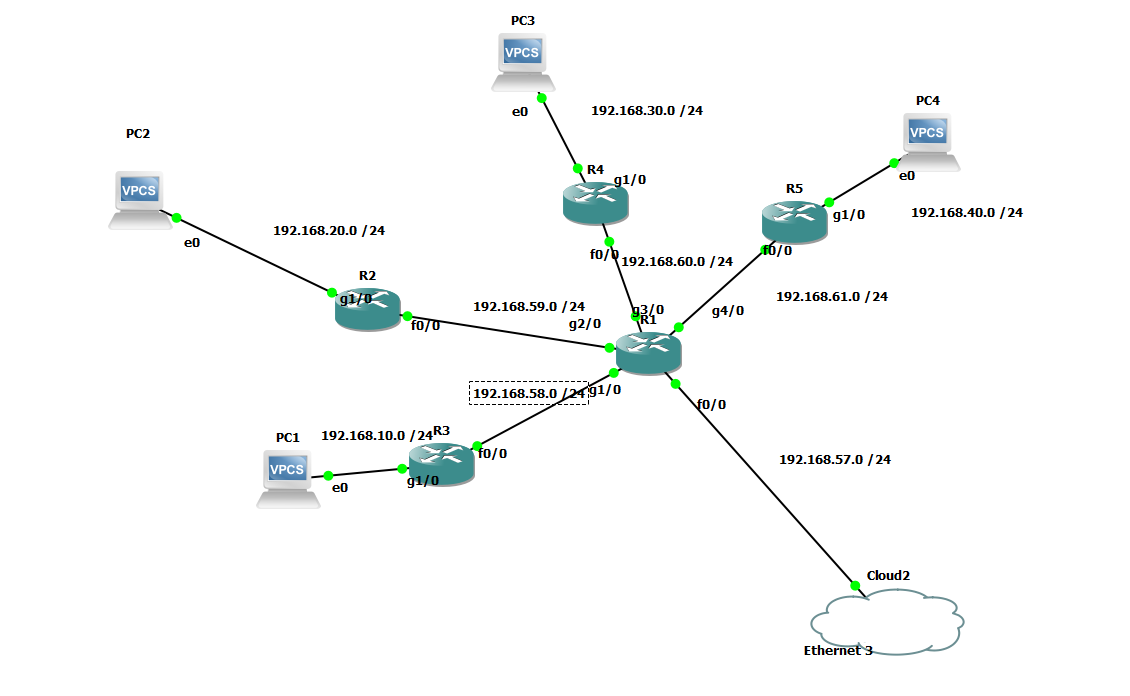 PC3
VPCS
e0
192.168.30.0 /24
PC4
VPCS
e0
192.168.40.0 /24
PC2
VPCS
e0
192.168.20.0 /24
R4
g1/0
f0/0
192.168.60.0 /24
R5
g1/0
f0/0
192.168.61.0 /24
R2
g1/0
f0/0
192.168.59.0 /24
g2/0
g3/0
g4/0
R1
192.168.58.0 /24
g1/0
f0/0
PC1
VPCS
e0
192.168.10.0 /24
R3
g1/0
f0/0
192.168.57.0 /24
Cloud2
Ethernet 3